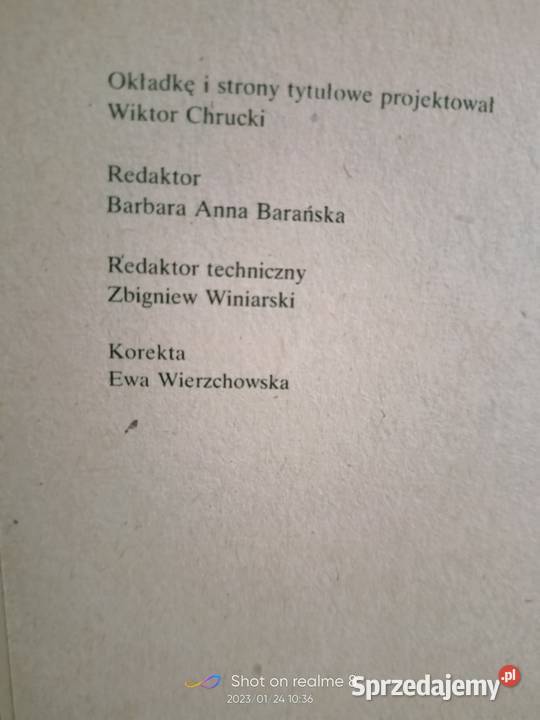 Okładkę i strony tytułowe projektował
Wiktor Chrucki
Redaktor
Barbara Anna Barańska
Redaktor techniczny
Zbigniew Winiarski
Korekta
Ewa Wierzchowska
Shot on realme 8
2023/01/24 10:36
Sprzedajemy.pl